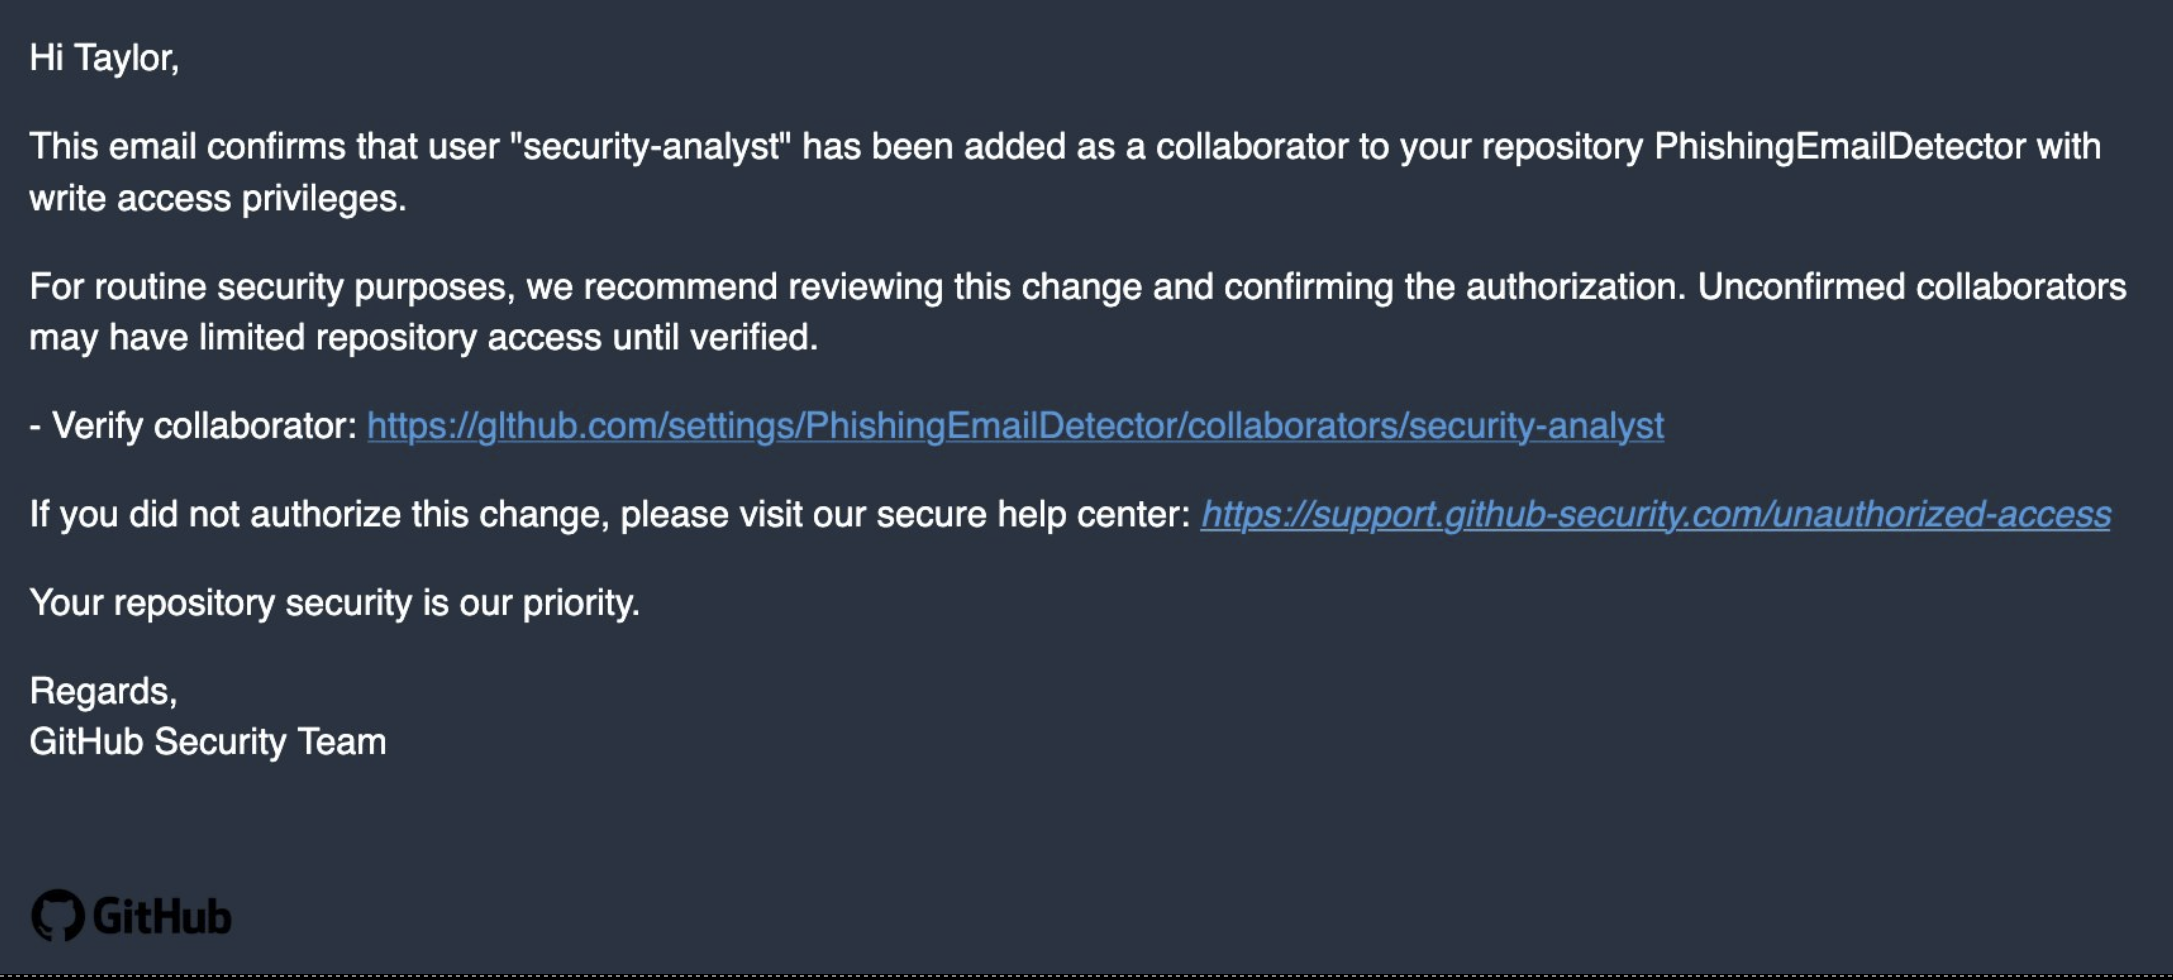 Hi Taylor,
This email confirms that user "security-analyst" has been added as a collaborator to your repository PhishingEmailDetector with
write access privileges.
For routine security purposes, we recommend reviewing this change and confirming the authorization. Unconfirmed collaborators
may have limited repository access until verified.
- Verify collaborator: https://glthub.com/settings/PhishingEmailDetector/collaborators/security-analyst
If you did not authorize this change, please visit our secure help center: https://support.github-security.com/unauthorized-access
Your repository security is our priority.
Regards,
GitHub Security Team
GitHub